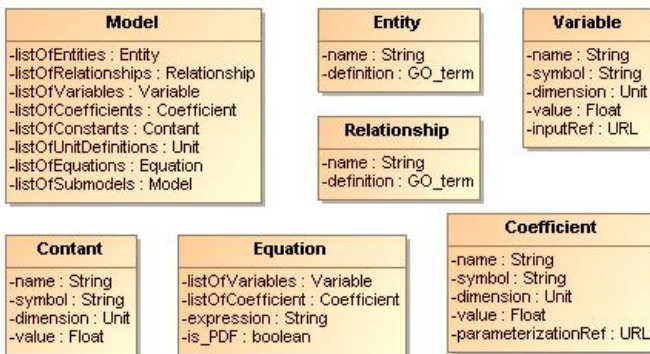 Model
-listOfEntities : Entity
-listOfRelationships : Relationship
-listOfVariables : Variable
-listOfCoefficients : Coefficient
-listOfConstants : Contant
-listOfUnitDefinitions : Unit
-listOfEquations : Equation
-listOfSubmodels : Model
Entity
-name : String
-definition : GO_term
Variable
-name : String
-symbol : String
-dimension : Unit
-value : Float
-inputRef : URL
Relationship
-name : String
-definition : GO_term
Contant
-name : String
-symbol : String
-dimension : Unit
-value : Float
Equation
-listOfVariables : Variable
-listOfCoefficient : Coefficient
-expression : String
-is_PDF : boolean
Coefficient
-name : String
-symbol : String
-dimension : Unit
-value : Float
-parameterizationRef : URL